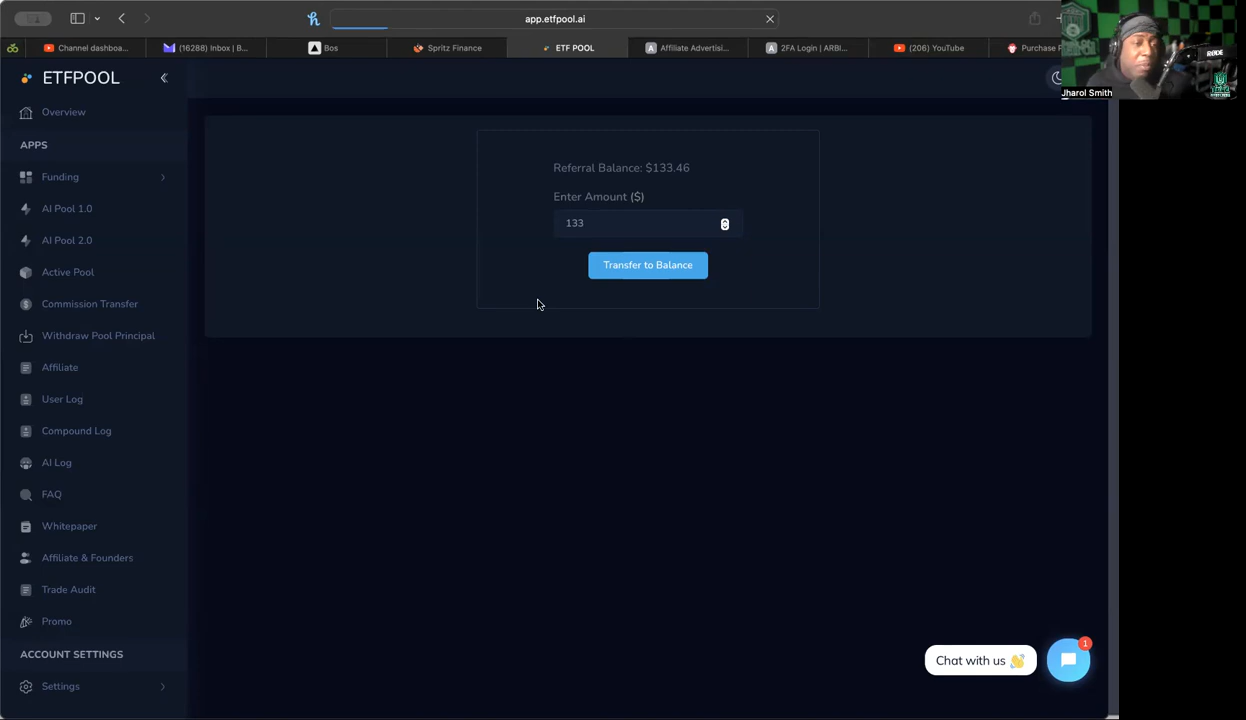 app.etfpool.ai
Channel dashboa...
(16288) Inbox | B...
Bos
Spritz Finance
ETF POOL
Affiliate Advertisi...
2FA Login | ARBI...
(206) YouTube
Purchase P
RØDE
Jharol Smith
ETFPOOL
Overview
APPS
Funding
AI Pool 1.0
AI Pool 2.0
Active Pool
Commission Transfer
Withdraw Pool Principal
Affiliate
User Log
Compound Log
AI Log
FAQ
Whitepaper
Affiliate & Founders
Trade Audit
Promo
ACCOUNT SETTINGS
Settings
Referral Balance: $133.46
Enter Amount ($)
133
Transfer to Balance
Chat with us 👋
1